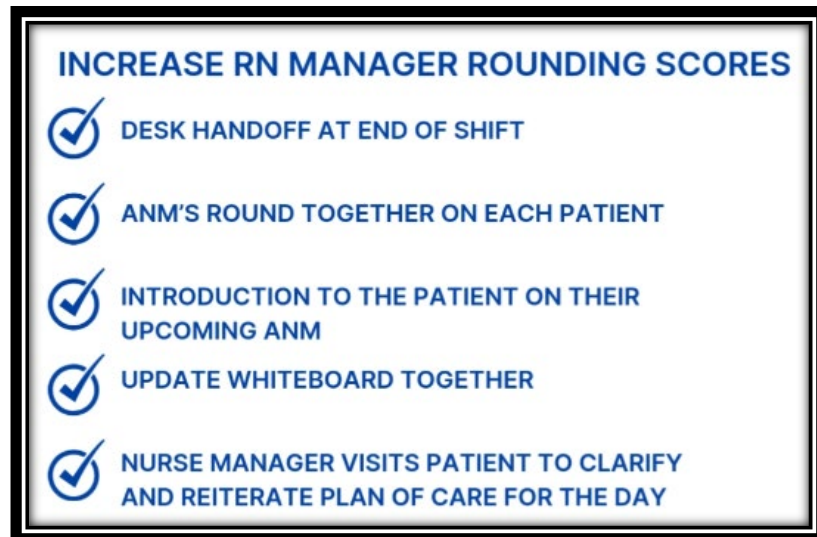 INCREASE RN MANAGER ROUNDING SCORES
DESK HANDOFF AT END OF SHIFT
ANM'S ROUND TOGETHER ON EACH PATIENT
INTRODUCTION TO THE PATIENT ON THEIR
UPCOMING ANM
UPDATE WHITEBOARD TOGETHER
NURSE MANAGER VISITS PATIENT TO CLARIFY
AND REITERATE PLAN OF CARE FOR THE DAY